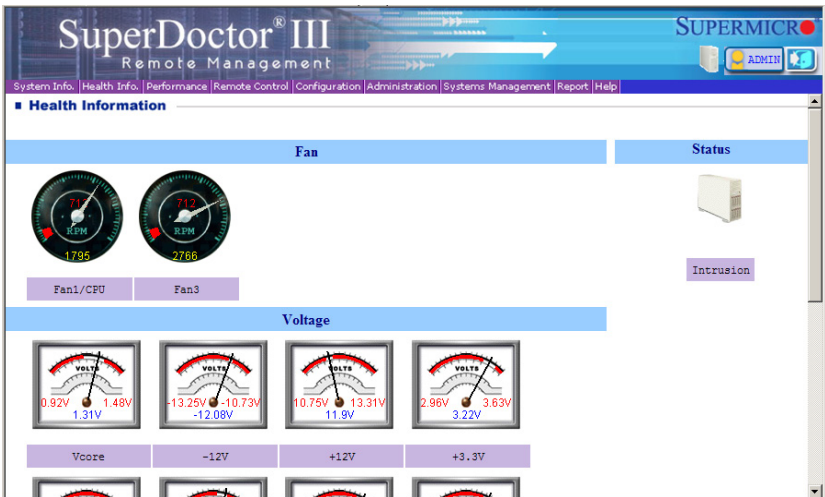 SuperDoctor® III
Remote Management
SUPERMICR
ADMIN
System Info. Health Info. Performance Remote Control Configuration Administration Systems Management Report Help
Health Information
Fan
Status
712
RPM
2766
RPM
1795
Fan1/CPU
Fan3
Intrusion
Voltage
VOLTS
0.92V 1.48V
1.31V
VOLTS
-13.25V -10.73V
-12.08V
VOLTS
10.75V 13.31V
11.9V
VOLTS
2.96V 3.63V
3.22V
Vcore
-12V
+12V
+3.3V